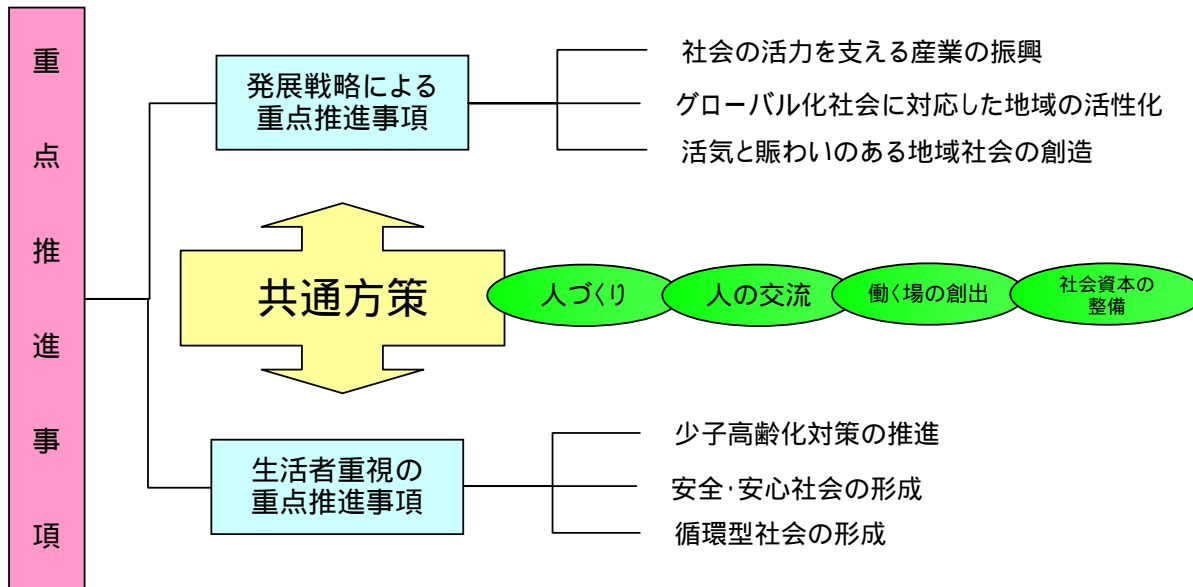 重点推進事項
発展戦略による
重点推進事項
社会の活力を支える産業の振興
グローバル化社会に対応した地域の活性化
活気と賑わいのある地域社会の創造
共通方策
人づくり
人の交流
働く場の創出
社会資本の
整備
生活者重視の
重点推進事項
少子高齢化対策の推進
安全・安心社会の形成
循環型社会の形成